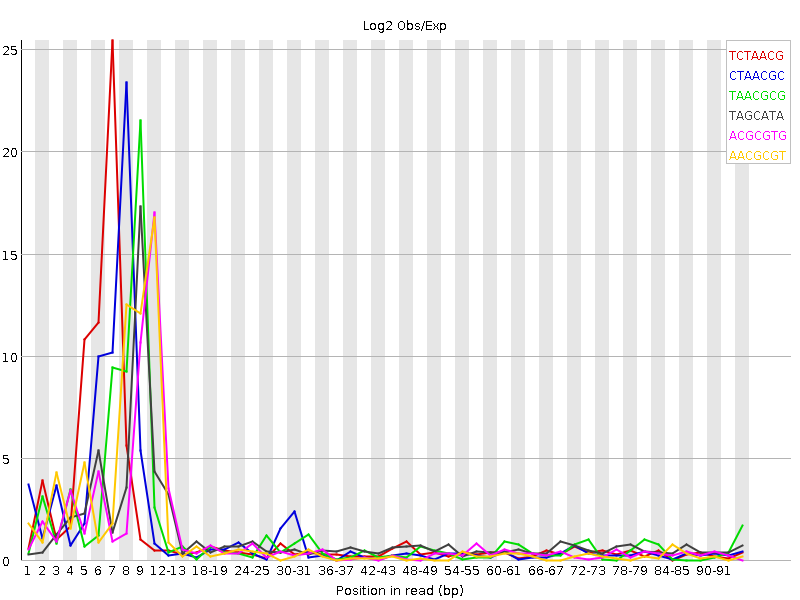 Log2 Obs/Exp
25
20
15
10
5
0
TCTAACG
CTAACGC
TAACGCG
TAGCATA
ACGCGTG
AACGCGT
1 2 3 4 5 6 7 8 9 12-13 18-19 24-25 30-31 36-37 42-43 48-49 54-55 60-61 66-67 72-73 78-79 84-85 90-91
Position in read (bp)